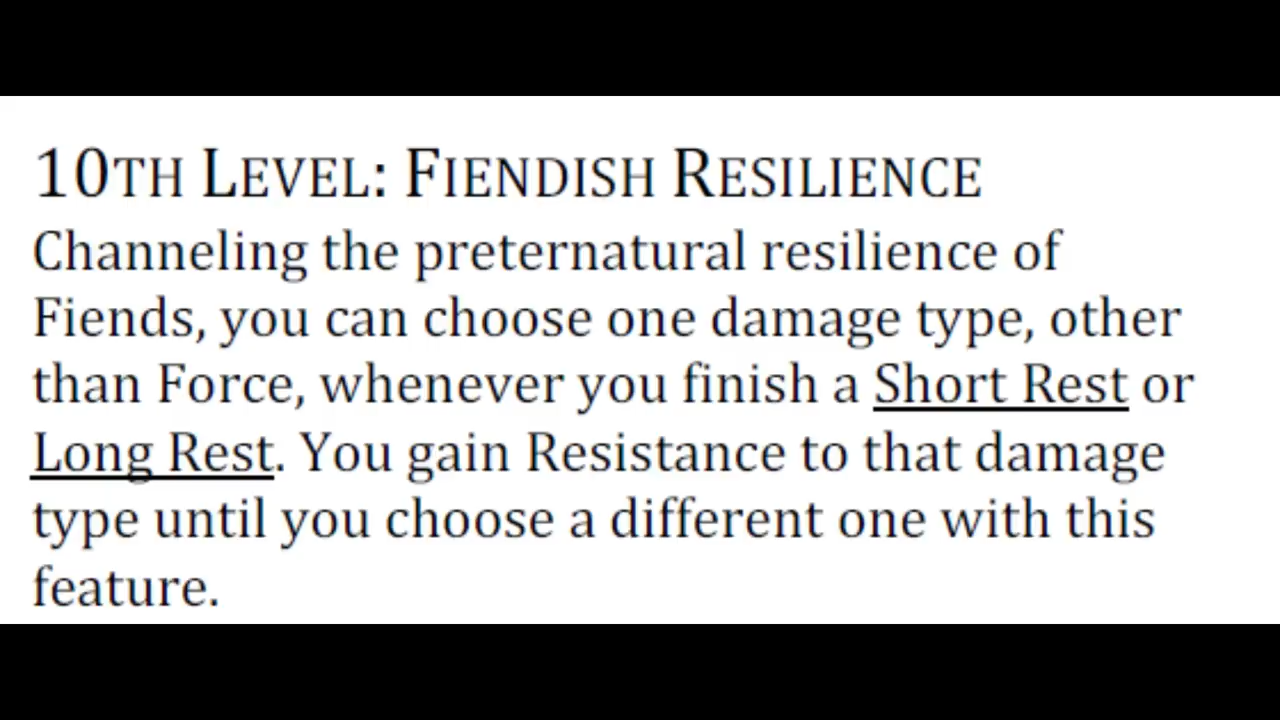 10TH LEVEL: FIENDISH RESILIENCE
Channeling the preternatural resilience of
Fiends, you can choose one damage type, other
than Force, whenever you finish a Short Rest or
Long Rest. You gain Resistance to that damage
type until you choose a different one with this
feature.